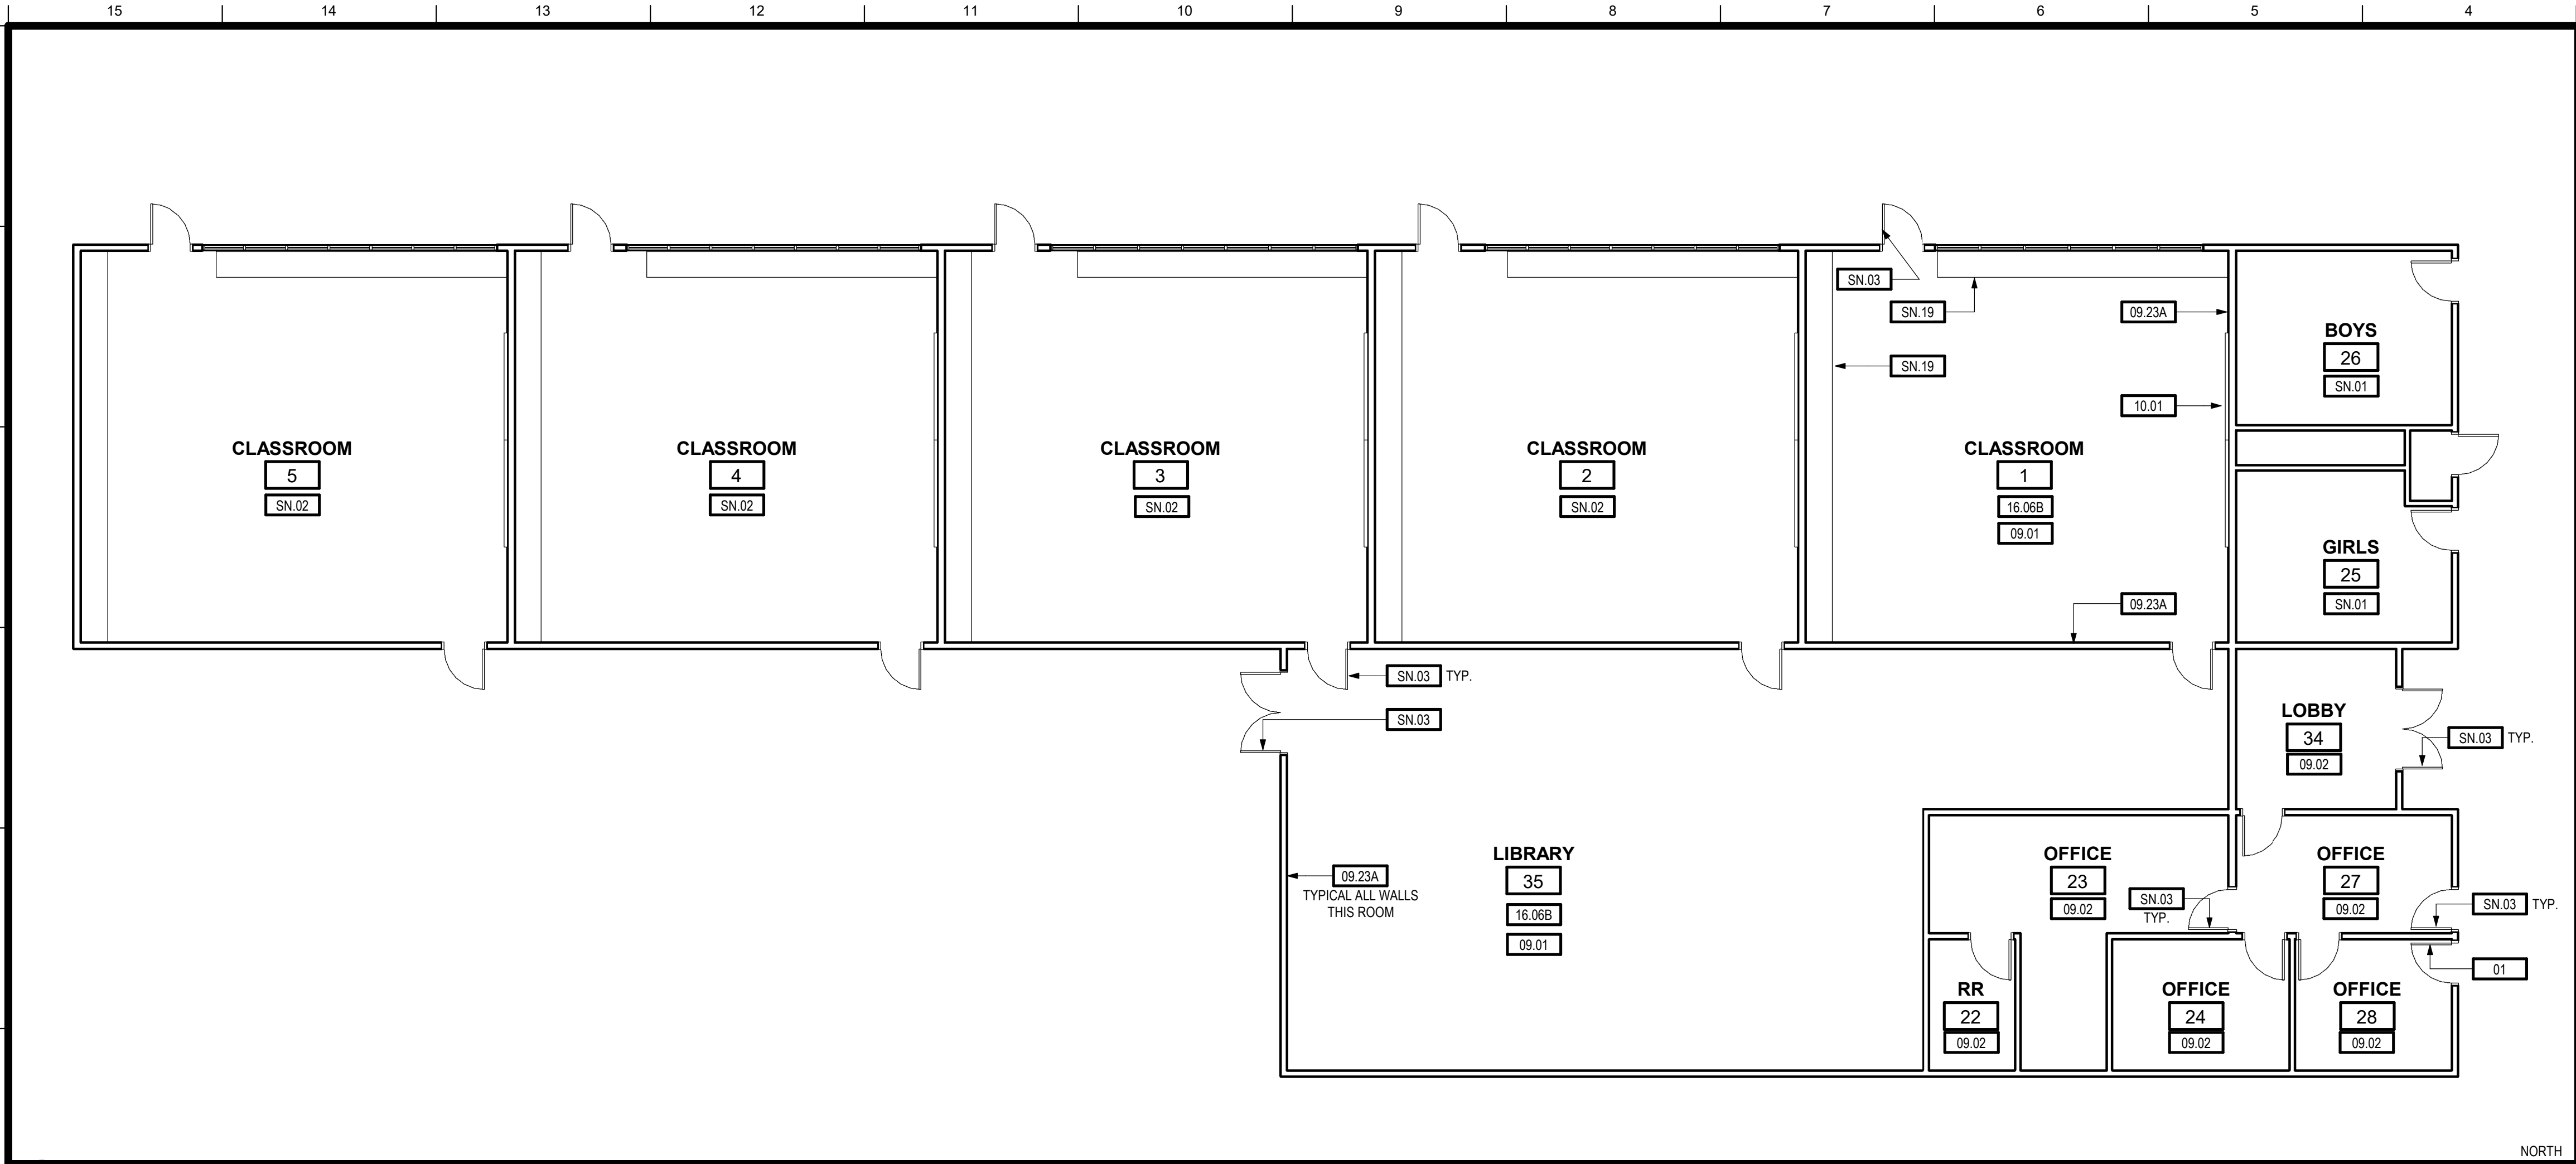 15 14 13 12 11 10 9 8 7 6 5 4
SN.03
SN.19
09.23A
BOYS
26
SN.01
SN.19
10.01
CLASSROOM
5
SN.02
CLASSROOM
4
SN.02
CLASSROOM
3
SN.02
CLASSROOM
2
SN.02
CLASSROOM
1
16.06B
09.01
GIRLS
25
SN.01
09.23A
SN.03 TYP.
SN.03
LOBBY
34
09.02
SN.03 TYP.
09.23A
TYPICAL ALL WALLS
THIS ROOM
LIBRARY
35
16.06B
09.01
OFFICE
23
09.02
SN.03
TYP.
OFFICE
27
09.02
SN.03 TYP.
01
RR
22
09.02
OFFICE
24
09.02
OFFICE
28
09.02
NORTH